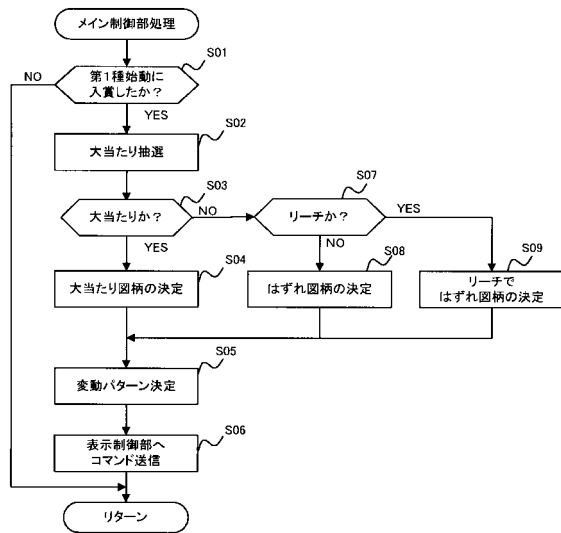 メイン制御部処理
S01
NO
第1種始動に
入賞したか？
YES
S02
大当たり抽選
S03
S07
大当たりか？
NO
リーチか？
YES
YES
NO
S04
S08
S09
大当たり図柄の決定
はずれ図柄の決定
リーチで
はずれ図柄の決定
S05
変動パターン決定
S06
表示制御部へ
コマンド送信
リターン